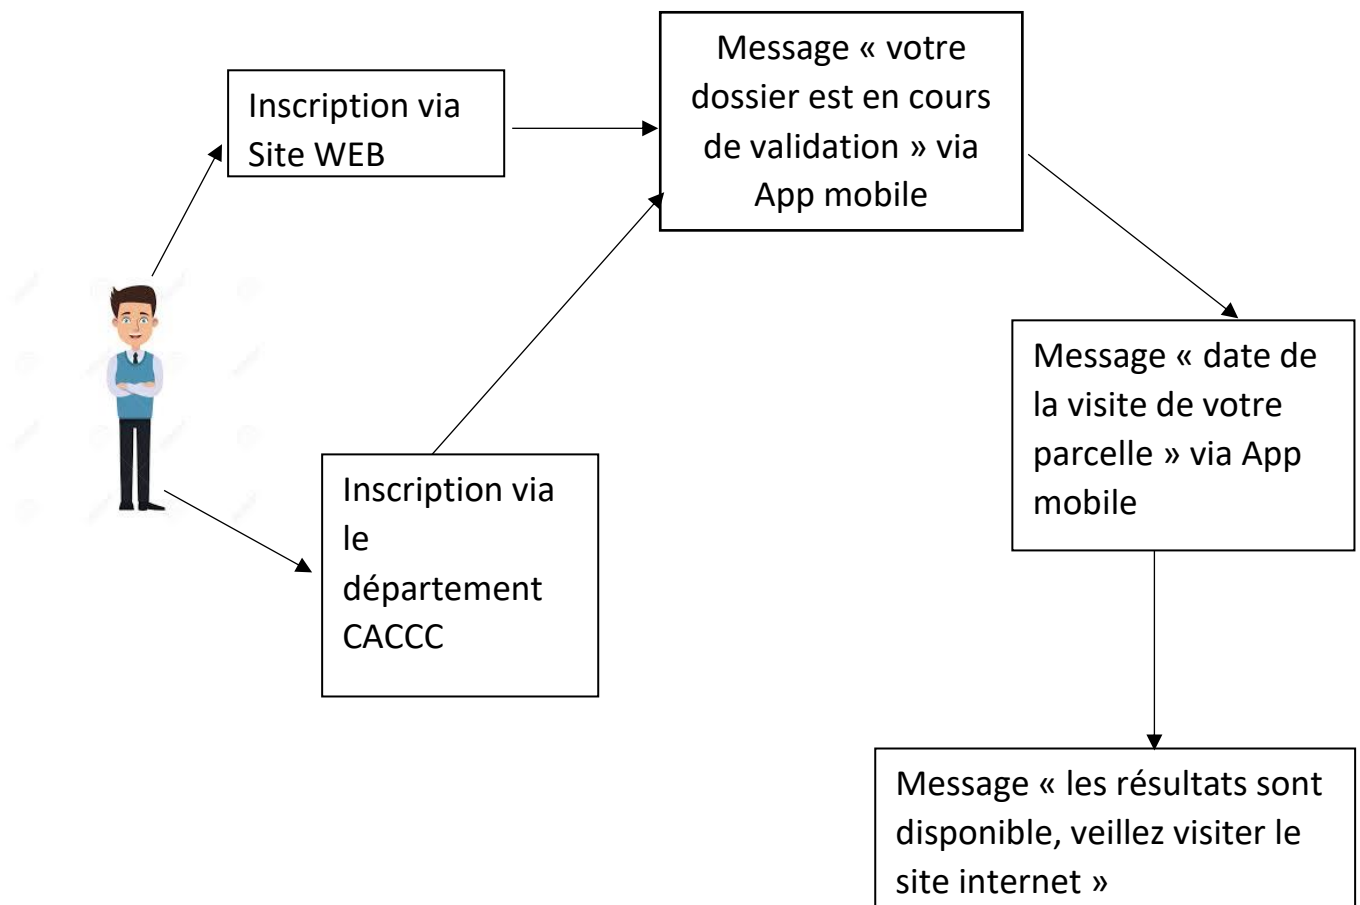 Inscription via
Site WEB
Message « votre
dossier est en cours
de validation » via
App mobile
Message « date de
la visite de votre
parcelle » via App
mobile
Inscription via
le
département
CACCC
Message « les résultats sont
disponible, veillez visiter le
site internet »